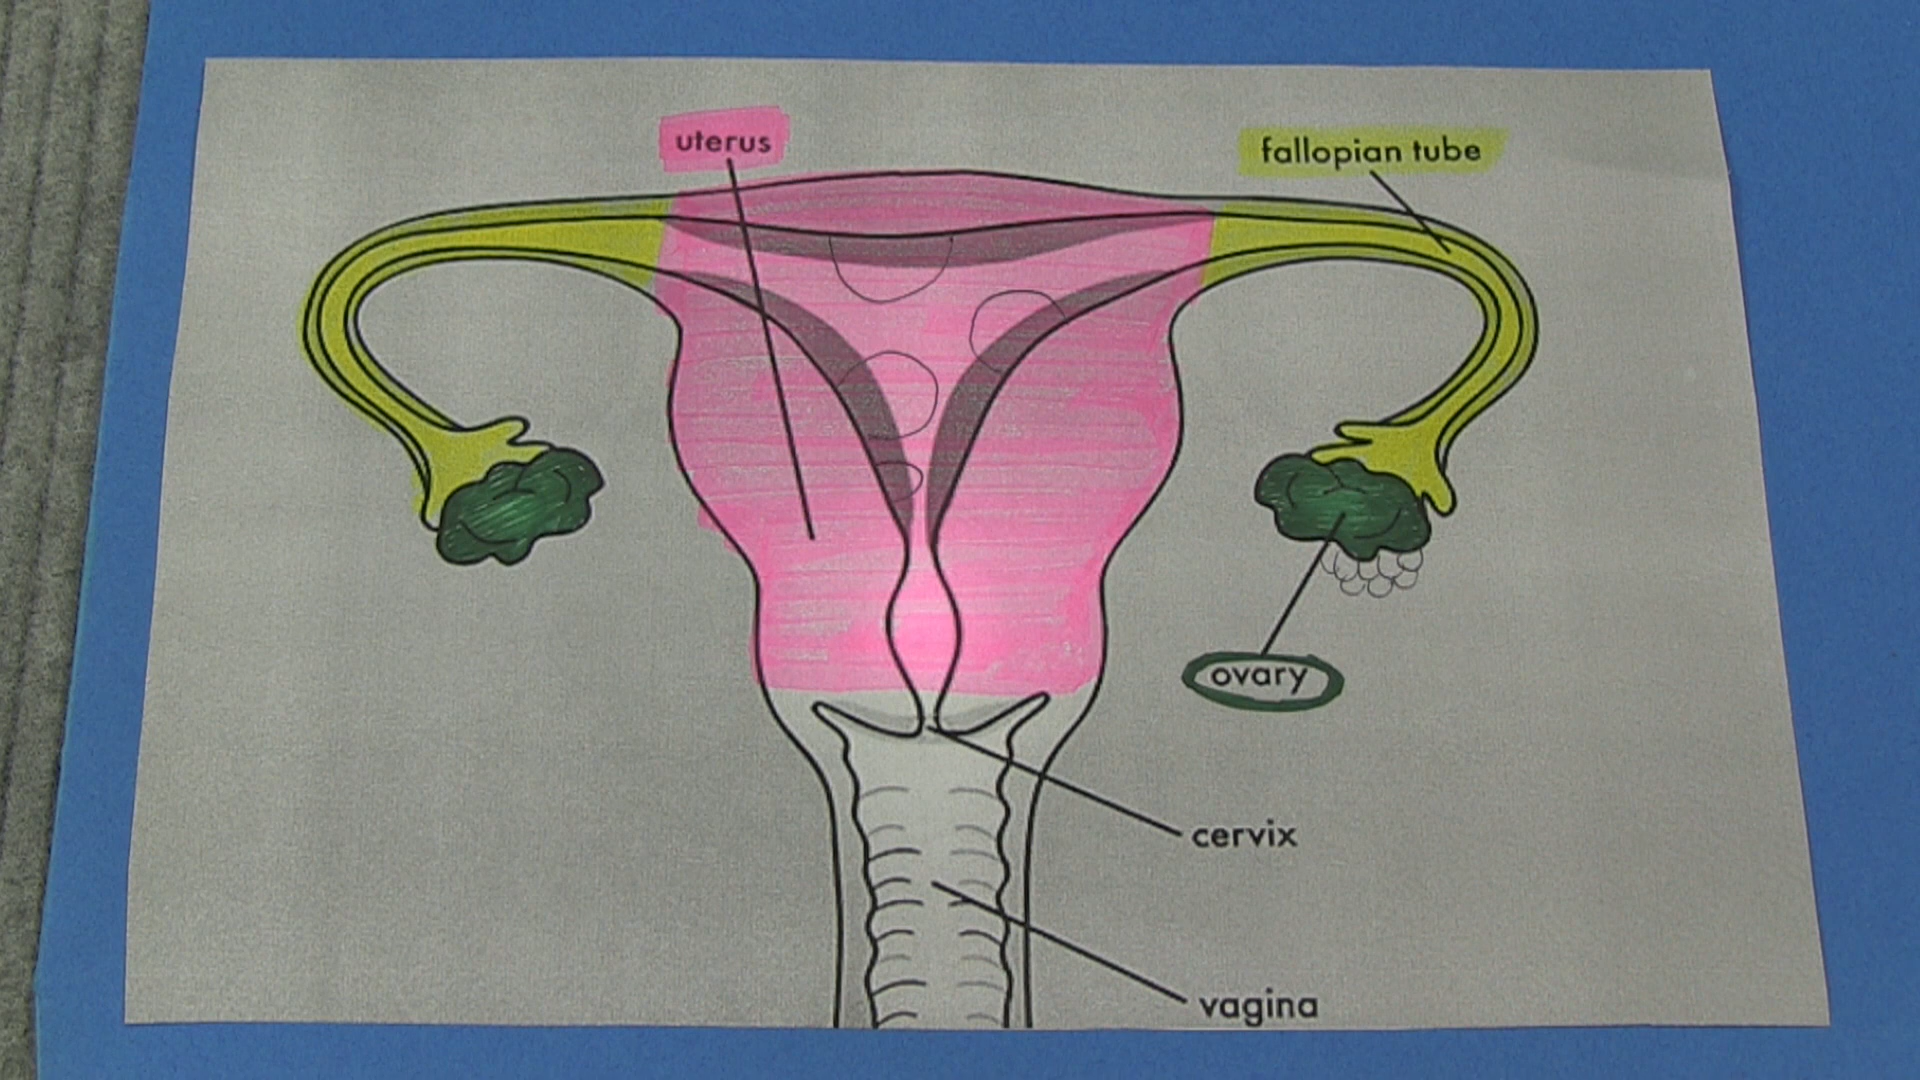 uterus
fallopian tube
ovary
cervix
vagina